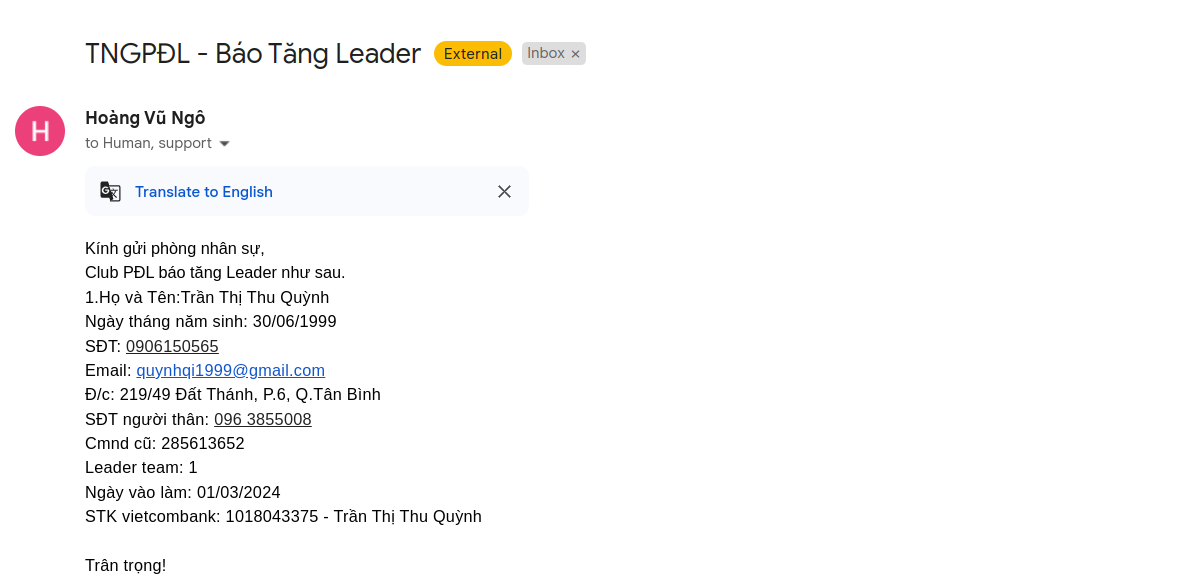 TNGPĐL - Báo Tăng Leader External Inbox ×
H
Hoàng Vũ Ngô
to Human, support
Translate to English
Kính gửi phòng nhân sự,
Club PĐL báo tăng Leader như sau.
1.Họ và Tên:Trần Thị Thu Quỳnh
Ngày tháng năm sinh: 30/06/1999
SĐT: 0906150565
Email: quynhqi1999@gmail.com
Đ/c: 219/49 Đất Thánh, P.6, Q.Tân Bình
SĐT người thân: 096 3855008
Cmnd cũ: 285613652
Leader team: 1
Ngày vào làm: 01/03/2024
STK vietcombank: 1018043375 - Trần Thị Thu Quỳnh
Trân trọng!